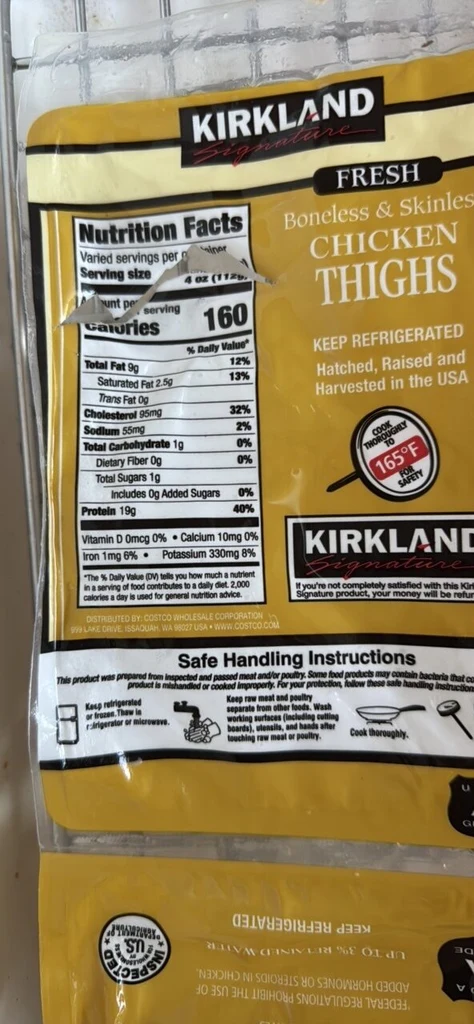 KIRKLAND
Signature
FRESH
Boneless & Skinles
CHICKEN
THIGHS
KEEP REFRIGERATED
Hatched, Raised and
Harvested in the USA
COOK
THOROUGHLY
TO
165°F
FOR
SAFETY
Nutrition Facts
Varied servings per
Serving size 4 oz (112g)
serving
Calories 160
% Daily Value*
Total Fat 9g 12%
Saturated Fat 2.5g 13%
Trans Fat 0g
Cholesterol 95mg 32%
Sodium 55mg 2%
Total Carbohydrate 1g 0%
Dietary Fiber 0g 0%
Total Sugars 1g
Includes 0g Added Sugars 0%
Protein 19g 40%
Vitamin D 0mcg 0% • Calcium 10mg 0%
Iron 1mg 6% • Potassium 330mg 8%
*The % Daily Value (DV) tells you how much a nutrient
in a serving of food contributes to a daily diet. 2,000
calories a day is used for general nutrition advice.
DISTRIBUTED BY: COSTCO WHOLESALE CORPORATION
999 LAKE DRIVE, ISSAQUAH, WA 98027 USA • WWW.COSTCO.COM
KIRKLAND
Signature
If you're not completely satisfied with this Kirk
Signature product, your money will be refun
Safe Handling Instructions
This product was prepared from inspected and passed meat and/or poultry. Some food products may contain bacteria that co
product is mishandled or cooked improperly. For your protection, follow these safe handling instruction
Keep refrigerated
or frozen. Thaw in
refrigerator or microwave.
Keep raw meat and poultry
separate from other foods. Wash
working surfaces (including cutting
boards), utensils, and hands after
touching raw meat or poultry.
Cook thoroughly.
KEEP REFRIGERATED
UP TO 3% RETAINED WATER
*FEDERAL REGULATIONS PROHIBIT THE USE OF
ADDED HORMONES OR STEROIDS IN CHICKEN.
INSPECTED
FOR WHOLESOMENESS
BY
U.S.
DEPARTMENT OF
AGRICULTURE